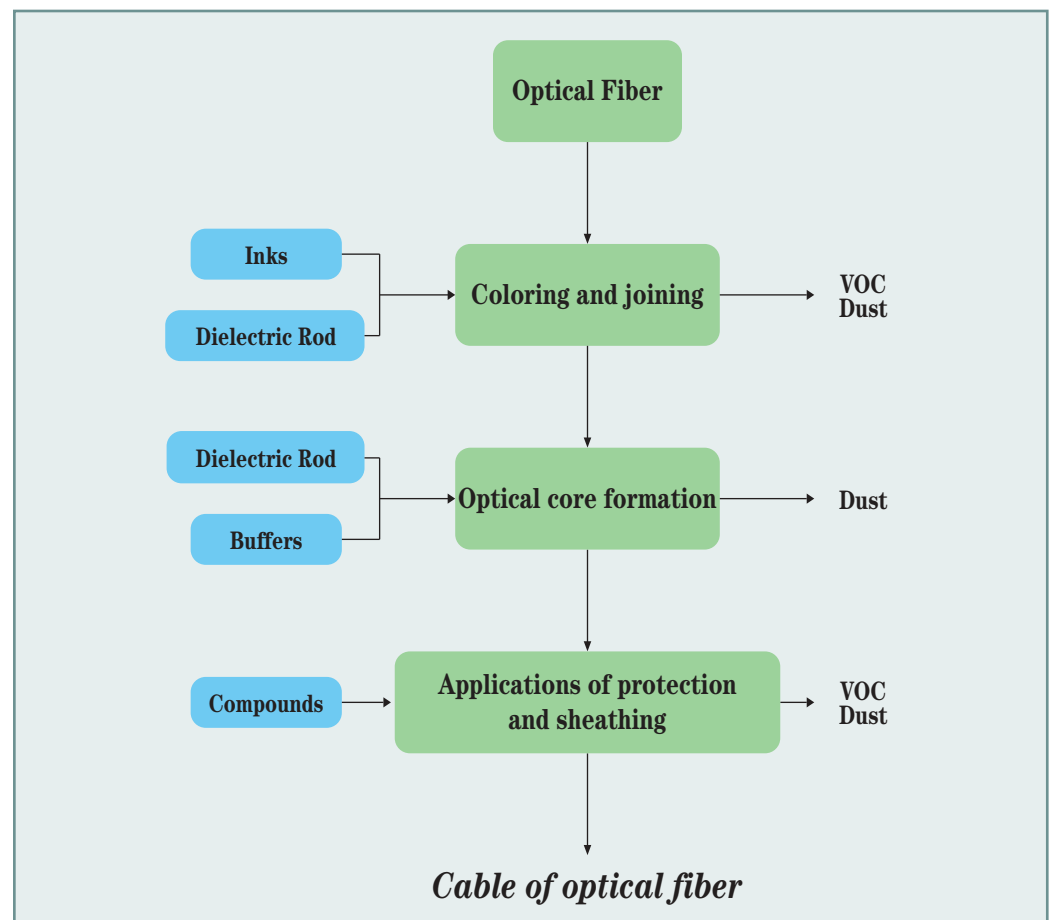 Optical Fiber
Inks
Dielectric Rod
Coloring and joining
VOC
Dust
Dielectric Rod
Buffers
Optical core formation
Dust
Compounds
Applications of protection
and sheathing
VOC
Dust
Cable of optical fiber